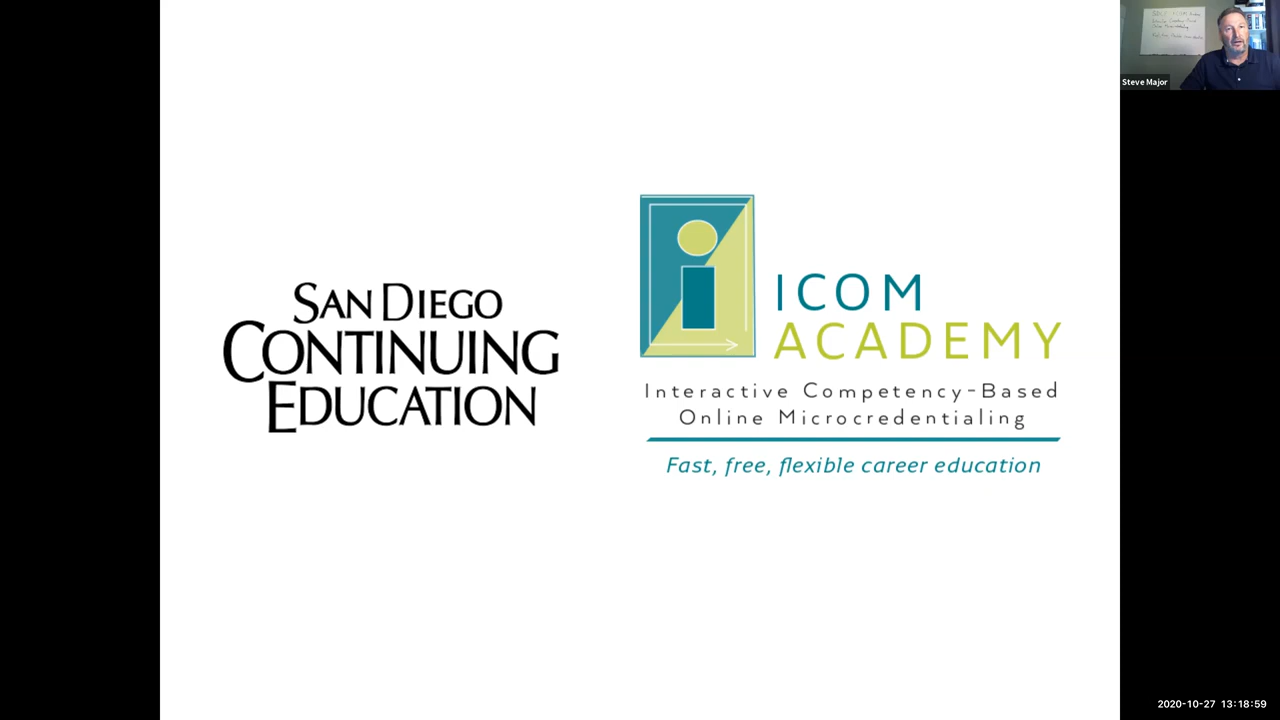 SAN DIEGO
CONTINUING
EDUCATION
ICOM
ACADEMY
Interactive Competency-Based
Online Microcredentialing
Fast, free, flexible career education
Steve Major
2020-10-27 13:18:59